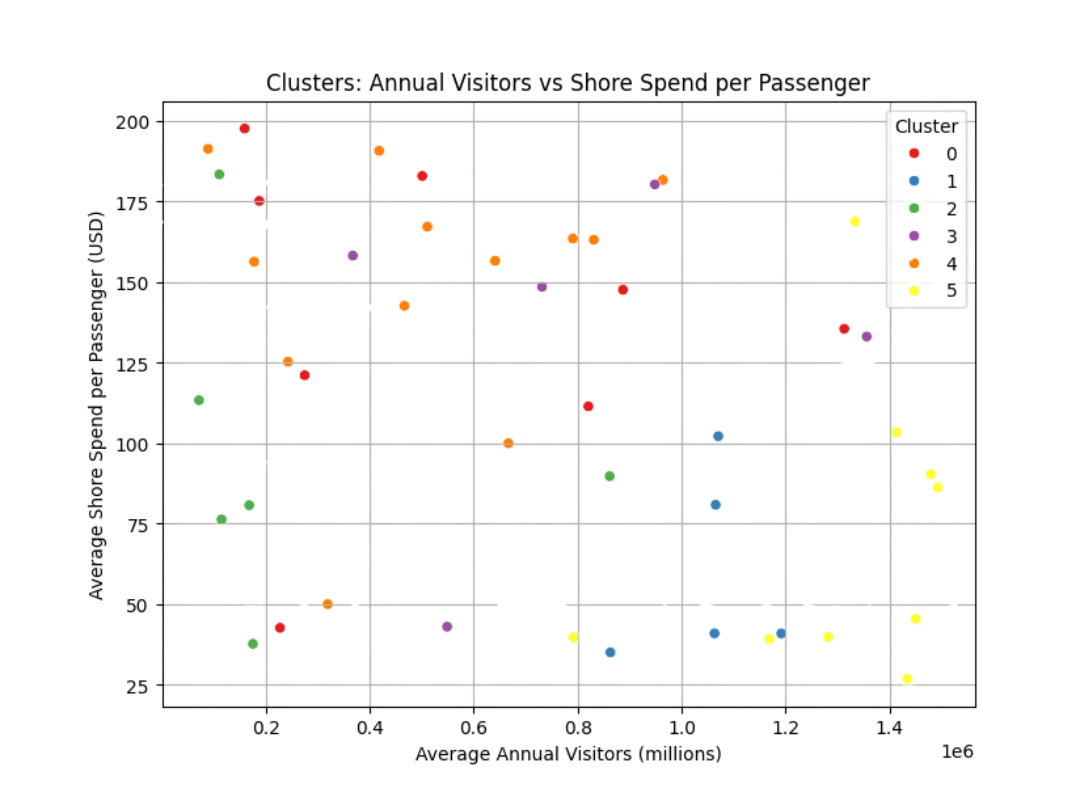 Clusters: Annual Visitors vs Shore Spend per Passenger
Cluster
0
1
2
3
4
5
Average Shore Spend per Passenger (USD)
200
175
150
125
100
75
50
25
0.2 0.4 0.6 0.8 1.0 1.2 1.4
1e6
Average Annual Visitors (millions)